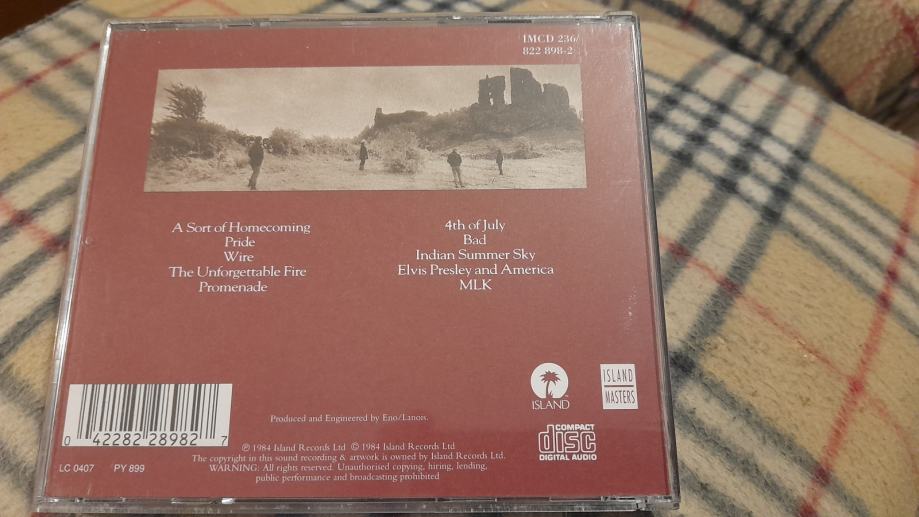 IMCD 236/
822 898-2
A Sort of Homecoming
Pride
Wire
The Unforgettable Fire
Promenade
4th of July
Bad
Indian Summer Sky
Elvis Presley and America
MLK
ISLAND
ISLAND
MASTERS
Produced and Engineered by Eno/Lanois.
COMPACT
disc
DIGITAL AUDIO
0 42282 28982 7
LC 0407 PY 899
℗ 1984 Island Records Ltd © 1984 Island Records Ltd
The copyright in this sound recording & artwork is owned by Island Records Ltd.
WARNING: All rights reserved. Unauthorised copying, hiring, lending,
public performance and broadcasting prohibited